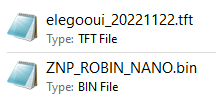 elegooui_20221122.tft
Type: TFT File
ZNP_ROBIN_NANO.bin
Type: BIN File